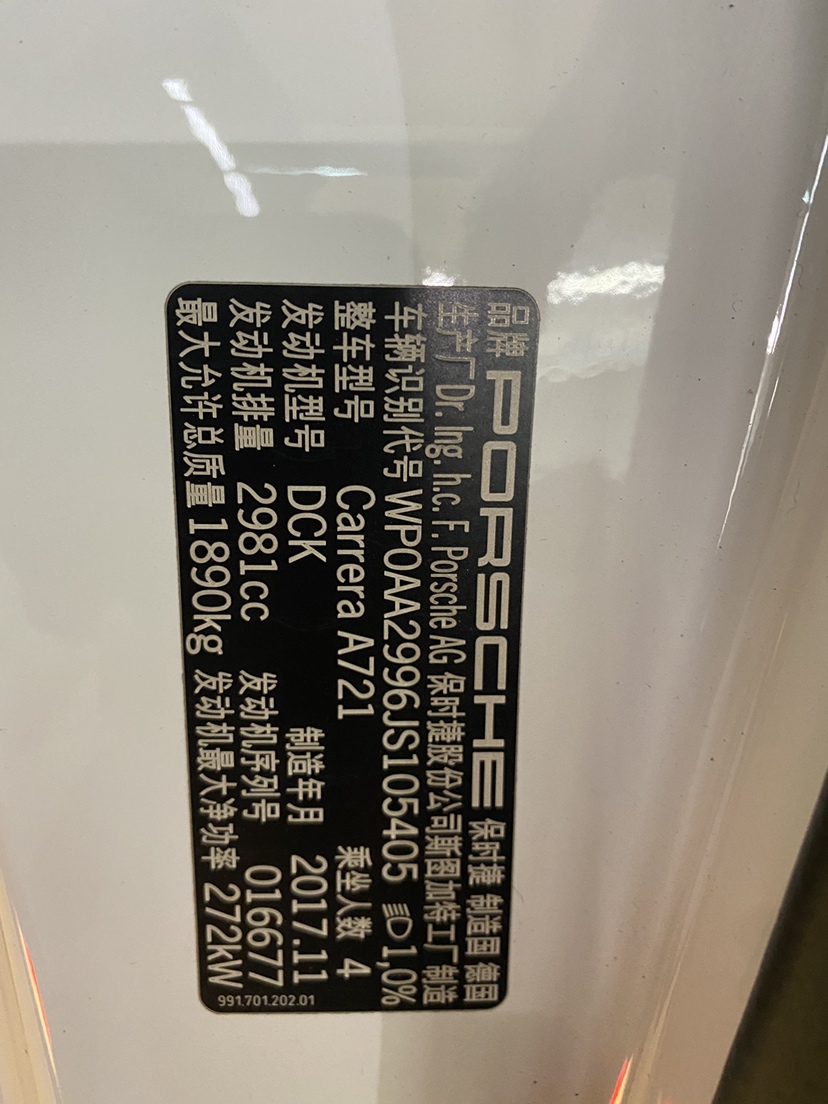 品牌 PORSCHE 保时捷 制造国 德国
生产厂 Dr. Ing. h.c. F. Porsche AG 保时捷股份公司斯图加特工厂 制造
车辆识别代号 WP0AA2996JS105405 1,0%
整车型号 Carrera A721 乘坐人数 4
发动机型号 DCK 制造年月 2017.11
发动机排量 2981cc 发动机序列号 016677
最大允许总质量 1890kg 发动机最大净功率 272kW
991.701.202.01